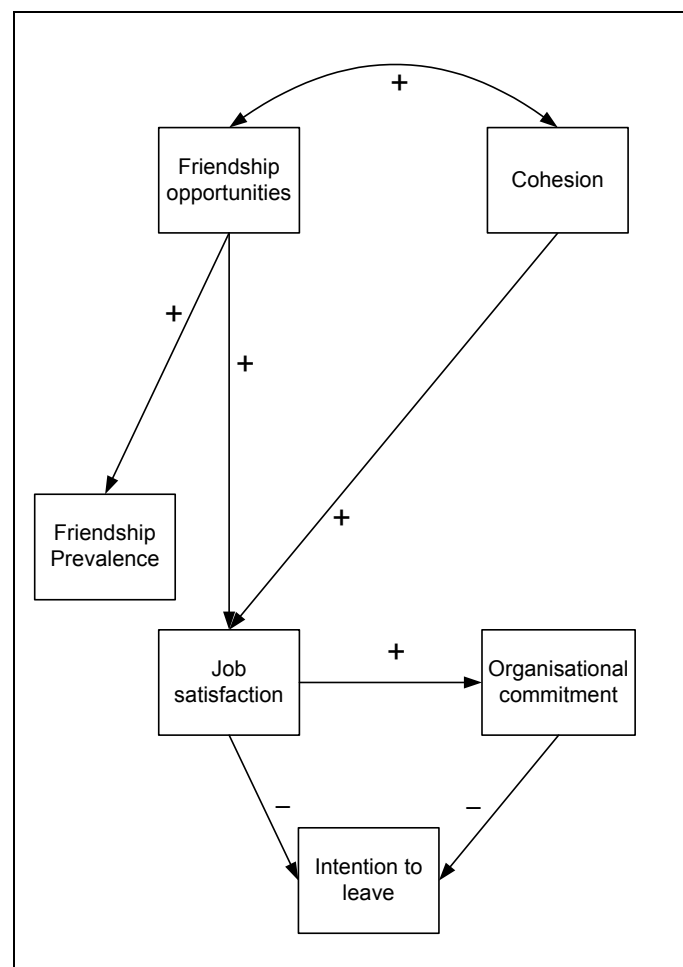 +
Friendship
opportunities
Cohesion
+
+
Friendship
Prevalence
+
Job
satisfaction
+
Organisational
commitment
–
–
Intention to
leave